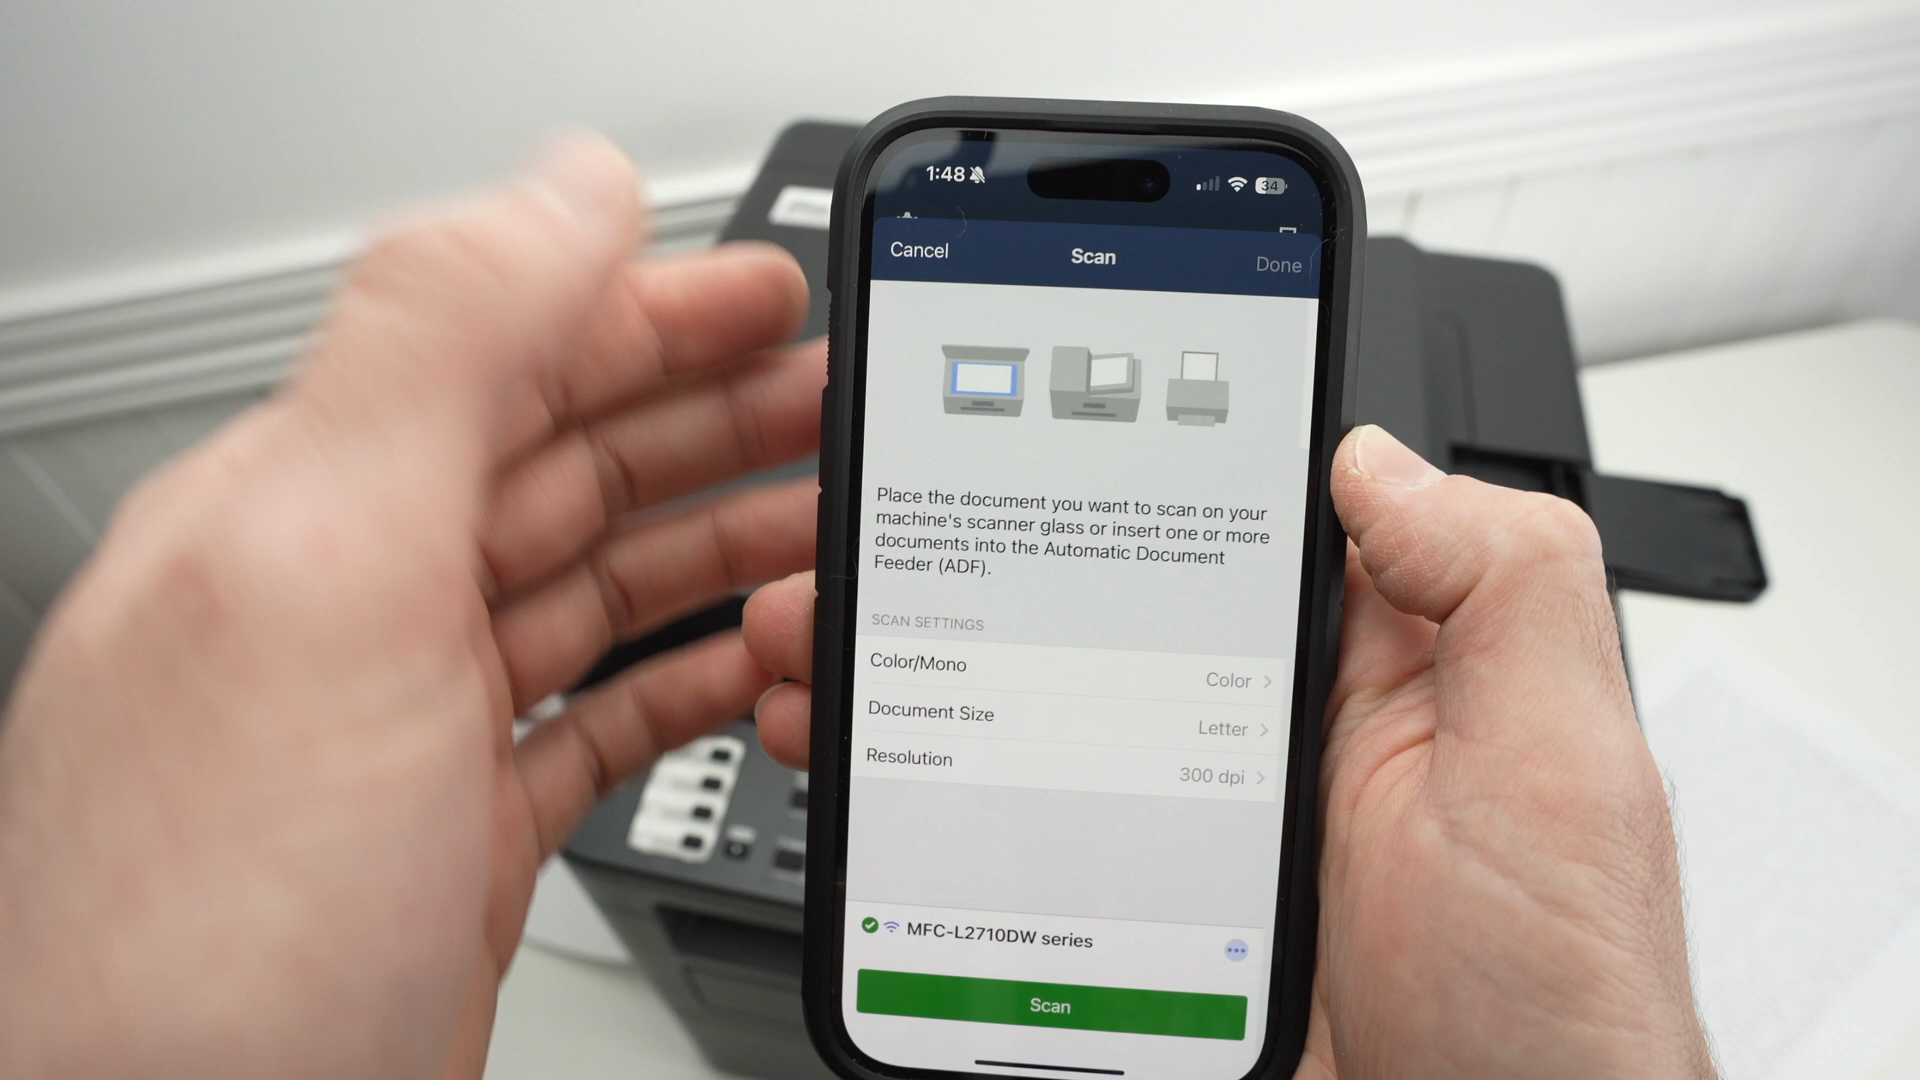 1:48
34
Cancel
Scan
Done
Place the document you want to scan on your
machine's scanner glass or insert one or more
documents into the Automatic Document
Feeder (ADF).
SCAN SETTINGS
Color/Mono
Color
Document Size
Letter
Resolution
300 dpi
MFC-L2710DW series
Scan